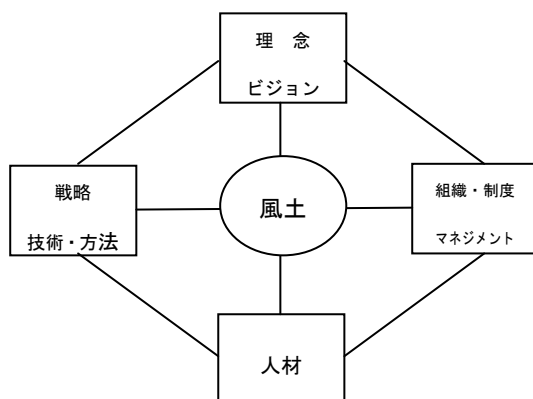 理　念
ビジョン
戦略
技術・方法
風土
組織・制度
マネジメント
人材